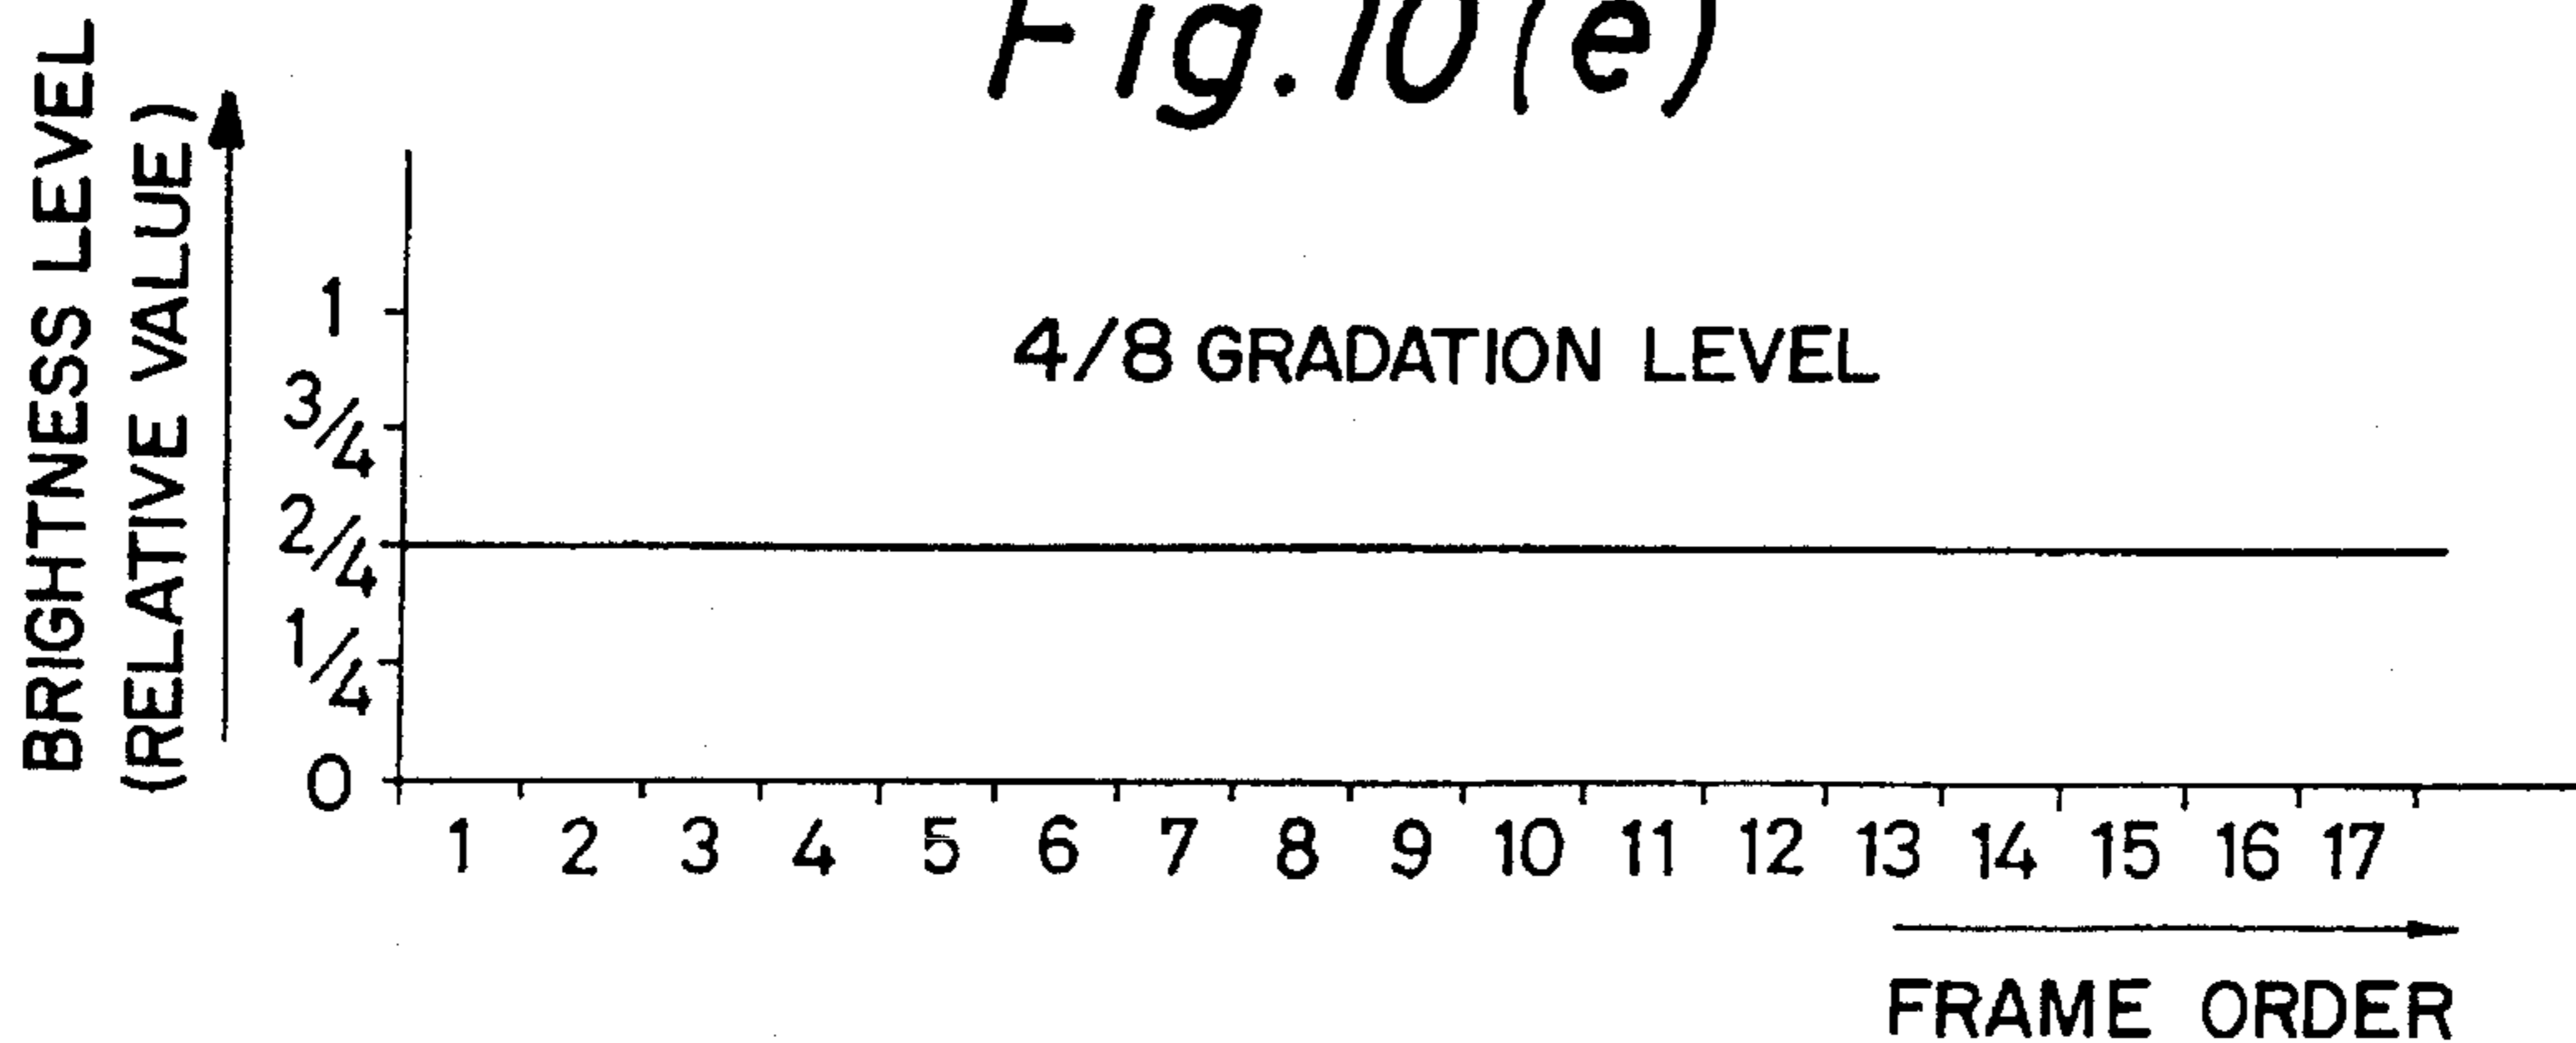 Fig. 10(e)
BRIGHTNESS LEVEL
(RELATIVE VALUE)
4/8 GRADATION LEVEL
1
3/4
2/4
1/4
0
1 2 3 4 5 6 7 8 9 10 11 12 13 14 15 16 17
FRAME ORDER